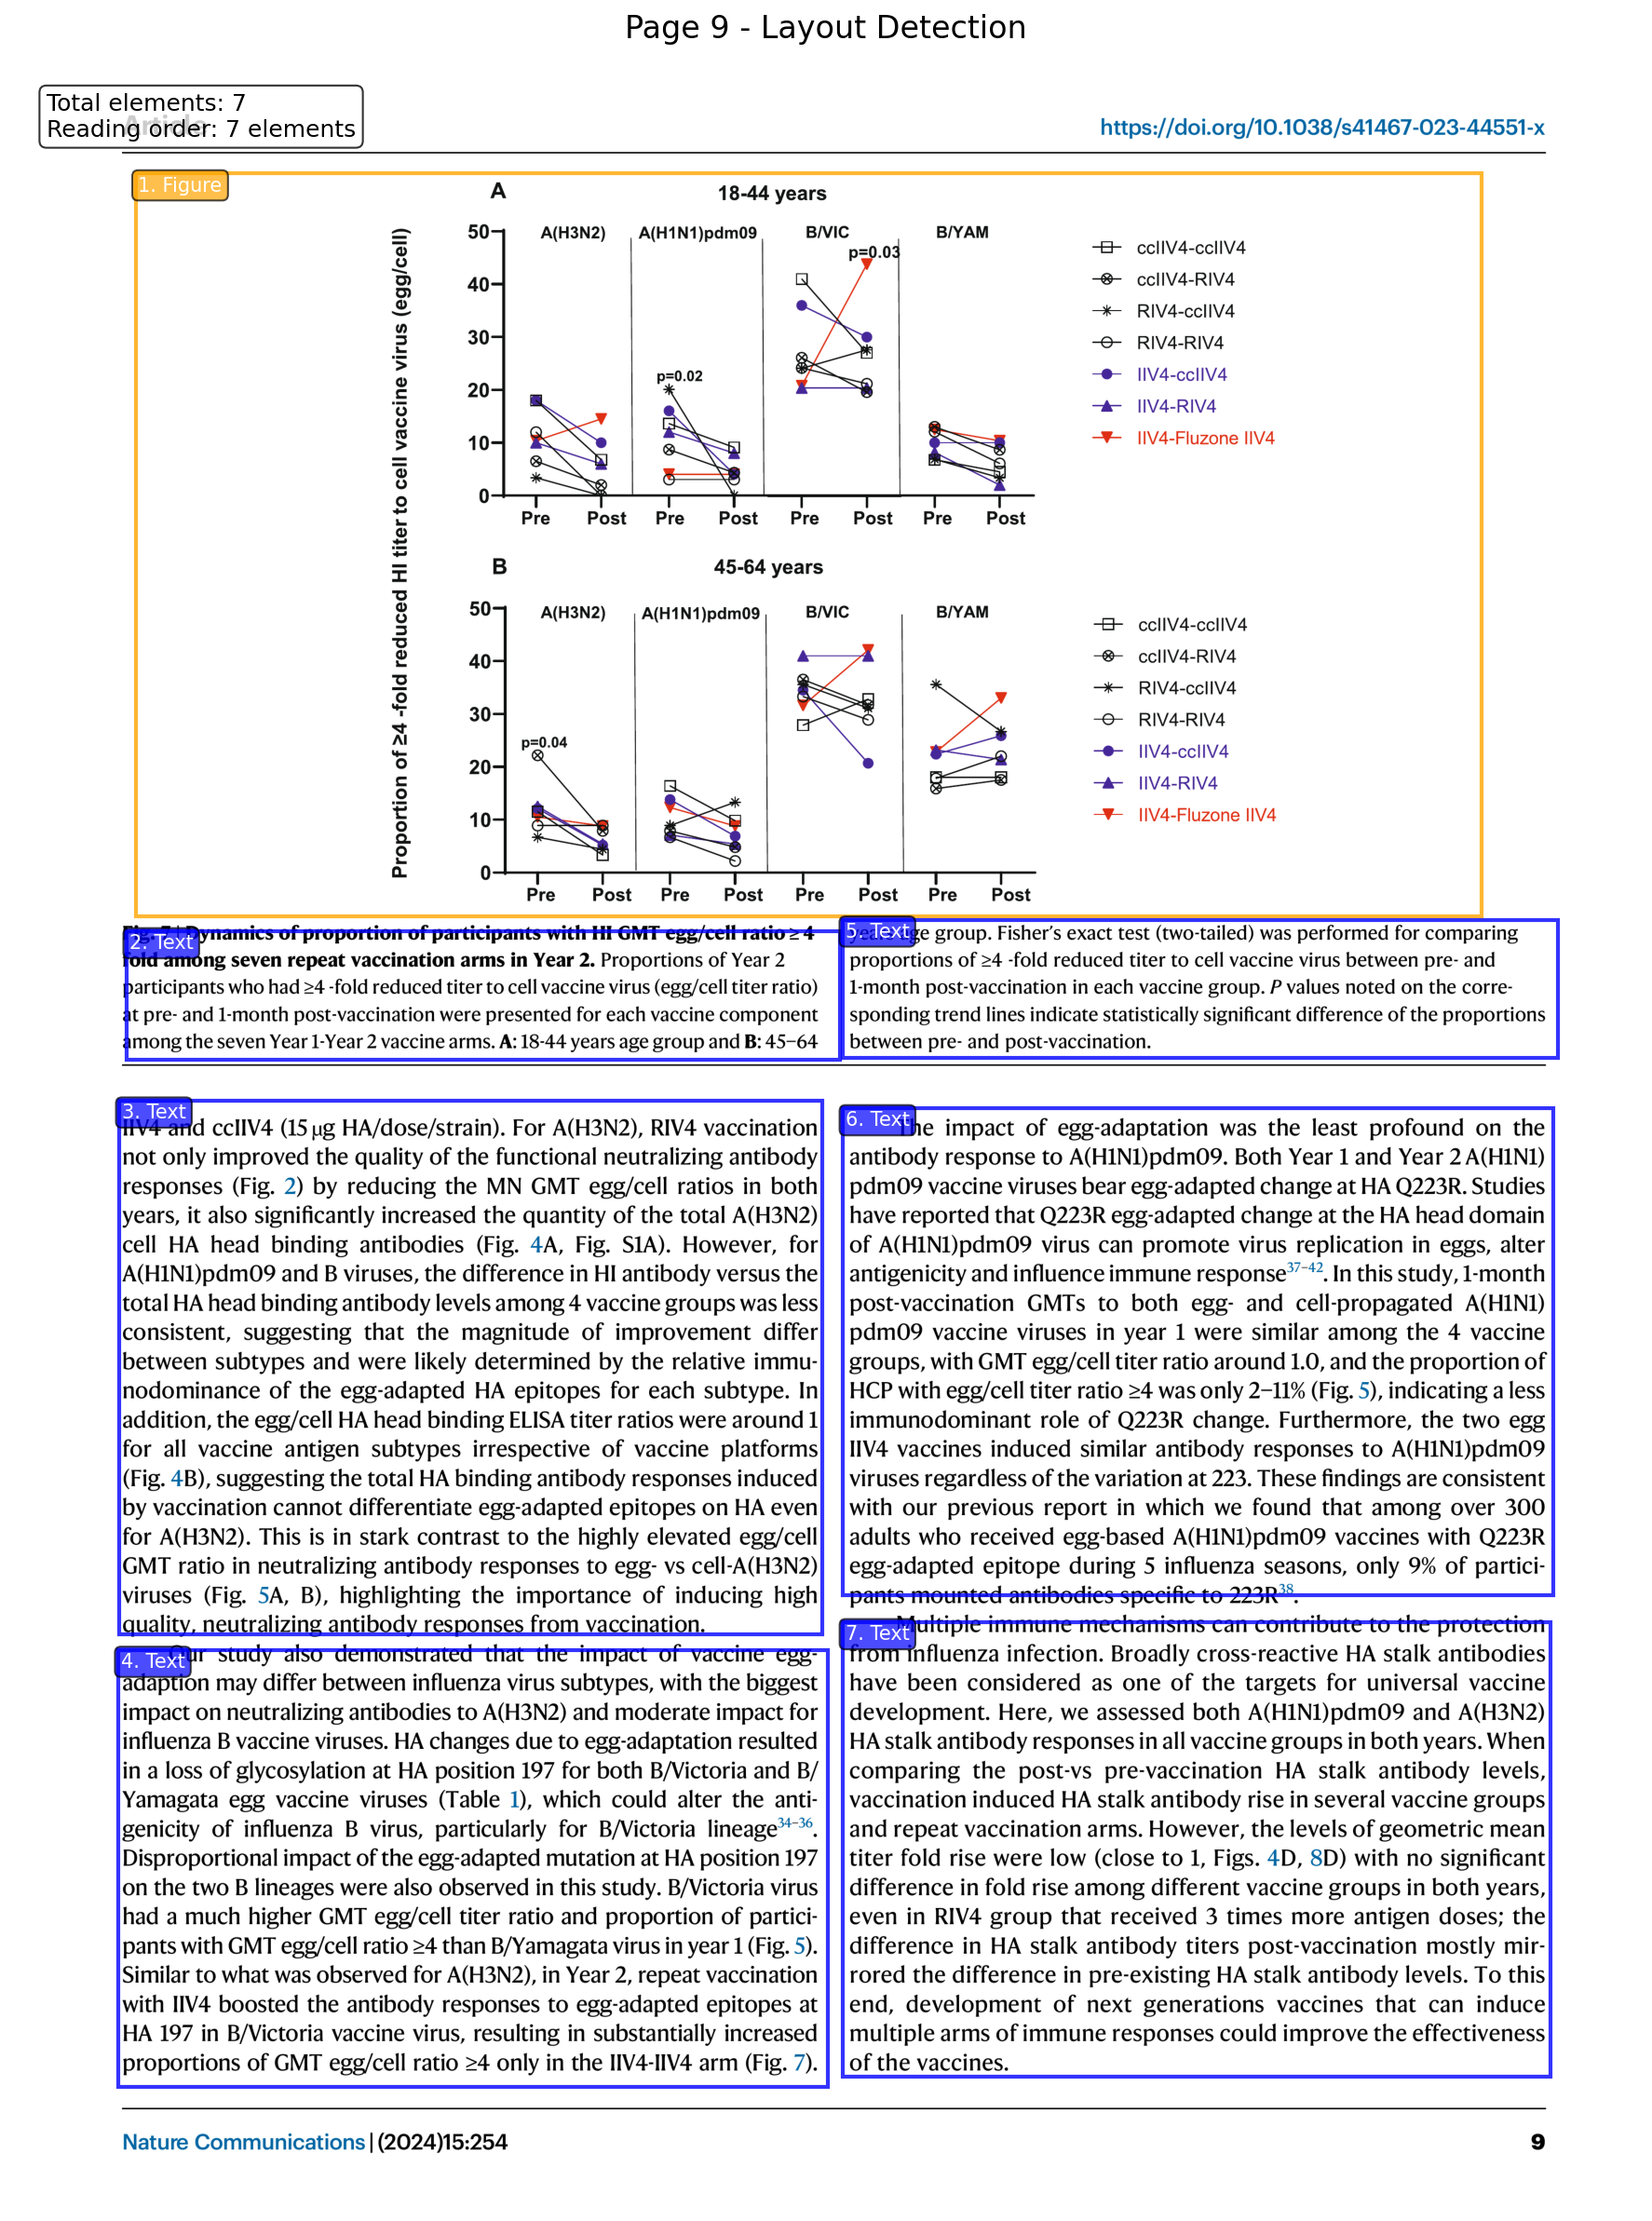 Page 9 - Layout Detection
Total elements: 7
Reading order: 7 elements
Article
https://doi.org/10.1038/s41467-023-44551-x
1. Figure
Proportion of ≥4 -fold reduced HI titer to cell vaccine virus (egg/cell)
A
18-44 years
A(H3N2) A(H1N1)pdm09 B/VIC B/YAM
p=0.03
p=0.02
50
40
30
20
10
0
Pre Post Pre Post Pre Post Pre Post
ccIIV4-ccIIV4
ccIIV4-RIV4
RIV4-ccIIV4
RIV4-RIV4
IIV4-ccIIV4
IIV4-RIV4
IIV4-Fluzone IIV4
B
45-64 years
A(H3N2) A(H1N1)pdm09 B/VIC B/YAM
p=0.04
50
40
30
20
10
0
Pre Post Pre Post Pre Post Pre Post
ccIIV4-ccIIV4
ccIIV4-RIV4
RIV4-ccIIV4
RIV4-RIV4
IIV4-ccIIV4
IIV4-RIV4
IIV4-Fluzone IIV4
2. Text
Dynamics of proportion of participants with HI GMT egg/cell ratio ≥ 4
fold among seven repeat vaccination arms in Year 2. Proportions of Year 2
participants who had ≥4 -fold reduced titer to cell vaccine virus (egg/cell titer ratio)
at pre- and 1-month post-vaccination were presented for each vaccine component
among the seven Year 1-Year 2 vaccine arms. A: 18-44 years age group and B: 45–64
5. Text
age group. Fisher's exact test (two-tailed) was performed for comparing
proportions of ≥4 -fold reduced titer to cell vaccine virus between pre- and
1-month post-vaccination in each vaccine group. P values noted on the corre-
sponding trend lines indicate statistically significant difference of the proportions
between pre- and post-vaccination.
3. Text
IIV4 and ccIIV4 (15 µg HA/dose/strain). For A(H3N2), RIV4 vaccination
not only improved the quality of the functional neutralizing antibody
responses (Fig. 2) by reducing the MN GMT egg/cell ratios in both
years, it also significantly increased the quantity of the total A(H3N2)
cell HA head binding antibodies (Fig. 4A, Fig. S1A). However, for
A(H1N1)pdm09 and B viruses, the difference in HI antibody versus the
total HA head binding antibody levels among 4 vaccine groups was less
consistent, suggesting that the magnitude of improvement differ
between subtypes and were likely determined by the relative immu-
nodominance of the egg-adapted HA epitopes for each subtype. In
addition, the egg/cell HA head binding ELISA titer ratios were around 1
for all vaccine antigen subtypes irrespective of vaccine platforms
(Fig. 4B), suggesting the total HA binding antibody responses induced
by vaccination cannot differentiate egg-adapted epitopes on HA even
for A(H3N2). This is in stark contrast to the highly elevated egg/cell
GMT ratio in neutralizing antibody responses to egg- vs cell-A(H3N2)
viruses (Fig. 5A, B), highlighting the importance of inducing high
quality, neutralizing antibody responses from vaccination.
4. Text
Our study also demonstrated that the impact of vaccine egg-
adaption may differ between influenza virus subtypes, with the biggest
impact on neutralizing antibodies to A(H3N2) and moderate impact for
influenza B vaccine viruses. HA changes due to egg-adaptation resulted
in a loss of glycosylation at HA position 197 for both B/Victoria and B/
Yamagata egg vaccine viruses (Table 1), which could alter the anti-
genicity of influenza B virus, particularly for B/Victoria lineage34–36.
Disproportional impact of the egg-adapted mutation at HA position 197
on the two B lineages were also observed in this study. B/Victoria virus
had a much higher GMT egg/cell titer ratio and proportion of partici-
pants with GMT egg/cell ratio ≥4 than B/Yamagata virus in year 1 (Fig. 5).
Similar to what was observed for A(H3N2), in Year 2, repeat vaccination
with IIV4 boosted the antibody responses to egg-adapted epitopes at
HA 197 in B/Victoria vaccine virus, resulting in substantially increased
proportions of GMT egg/cell ratio ≥4 only in the IIV4-IIV4 arm (Fig. 7).
6. Text
The impact of egg-adaptation was the least profound on the
antibody response to A(H1N1)pdm09. Both Year 1 and Year 2 A(H1N1)
pdm09 vaccine viruses bear egg-adapted change at HA Q223R. Studies
have reported that Q223R egg-adapted change at the HA head domain
of A(H1N1)pdm09 virus can promote virus replication in eggs, alter
antigenicity and influence immune response37–42. In this study, 1-month
post-vaccination GMTs to both egg- and cell-propagated A(H1N1)
pdm09 vaccine viruses in year 1 were similar among the 4 vaccine
groups, with GMT egg/cell titer ratio around 1.0, and the proportion of
HCP with egg/cell titer ratio ≥4 was only 2–11% (Fig. 5), indicating a less
immunodominant role of Q223R change. Furthermore, the two egg
IIV4 vaccines induced similar antibody responses to A(H1N1)pdm09
viruses regardless of the variation at 223. These findings are consistent
with our previous report in which we found that among over 300
adults who received egg-based A(H1N1)pdm09 vaccines with Q223R
egg-adapted epitope during 5 influenza seasons, only 9% of partici-
pants mounted antibodies specific to 223R38.
7. Text
Multiple immune mechanisms can contribute to the protection
from influenza infection. Broadly cross-reactive HA stalk antibodies
have been considered as one of the targets for universal vaccine
development. Here, we assessed both A(H1N1)pdm09 and A(H3N2)
HA stalk antibody responses in all vaccine groups in both years. When
comparing the post-vs pre-vaccination HA stalk antibody levels,
vaccination induced HA stalk antibody rise in several vaccine groups
and repeat vaccination arms. However, the levels of geometric mean
titer fold rise were low (close to 1, Figs. 4D, 8D) with no significant
difference in fold rise among different vaccine groups in both years,
even in RIV4 group that received 3 times more antigen doses; the
difference in HA stalk antibody titers post-vaccination mostly mir-
rored the difference in pre-existing HA stalk antibody levels. To this
end, development of next generations vaccines that can induce
multiple arms of immune responses could improve the effectiveness
of the vaccines.
Nature Communications | (2024)15:254
9